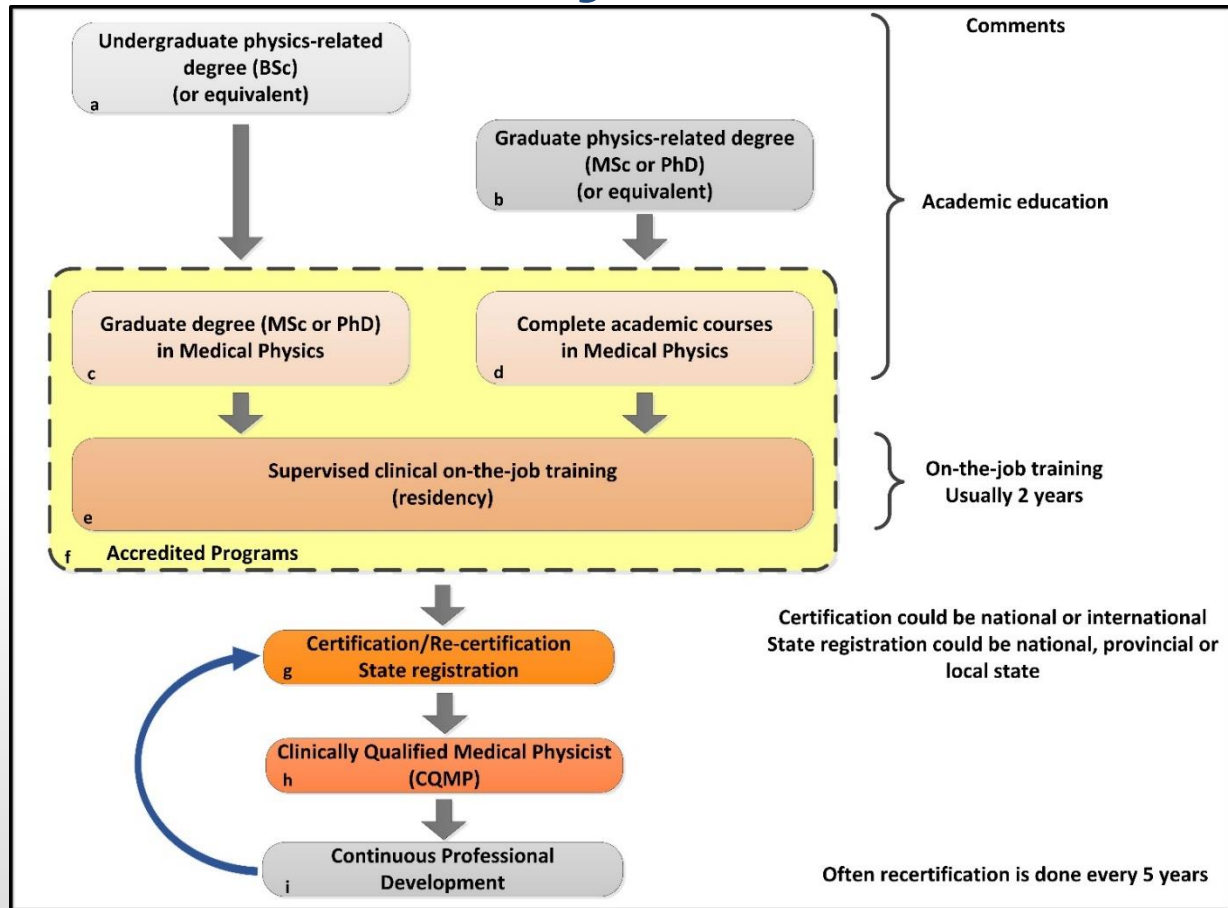 Comments
Undergraduate physics-related
degree (BSc)
(or equivalent)
a
Graduate physics-related degree
(MSc or PhD)
(or equivalent)
b
Academic education
Graduate degree (MSc or PhD)
in Medical Physics
c
Complete academic courses
in Medical Physics
d
Supervised clinical on-the-job training
(residency)
e
On-the-job training
Usually 2 years
f Accredited Programs
Certification/Re-certification
State registration
g
Certification could be national or international
State registration could be national, provincial or
local state
Clinically Qualified Medical Physicist
(CQMP)
h
Continuous Professional
Development
i
Often recertification is done every 5 years